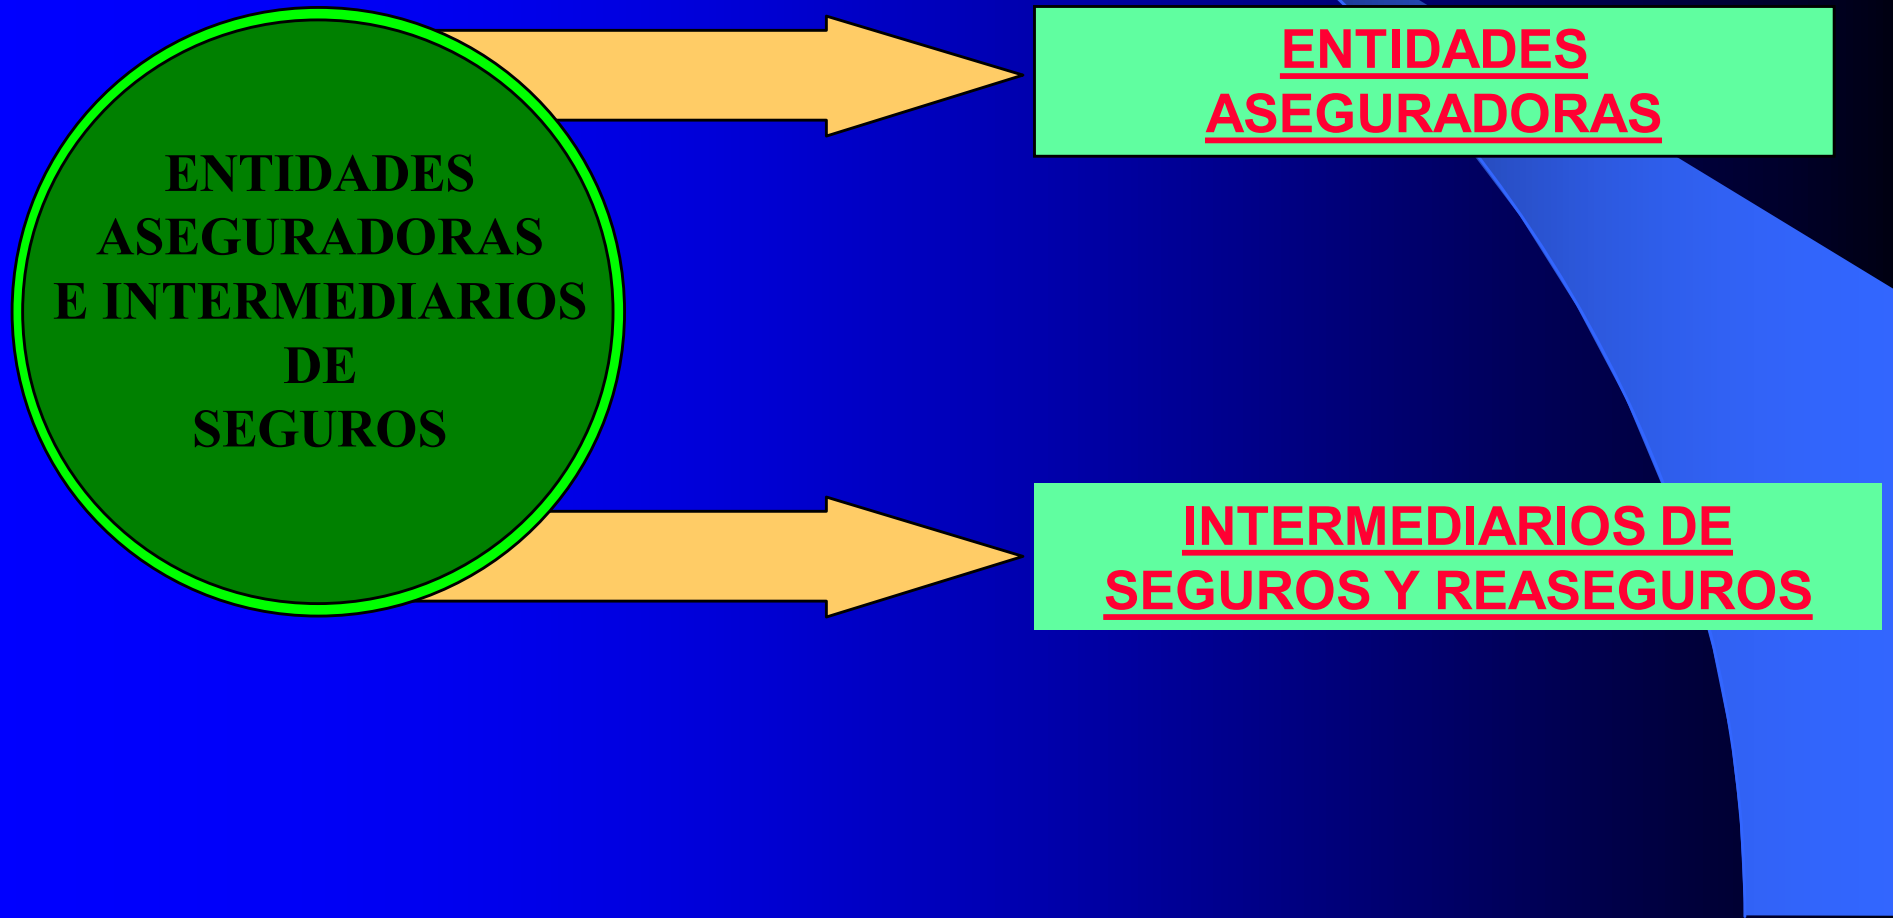 ENTIDADES
ASEGURADORAS
E INTERMEDIARIOS
DE
SEGUROS
ENTIDADES
ASEGURADORAS
INTERMEDIARIOS DE
SEGUROS Y REASEGUROS